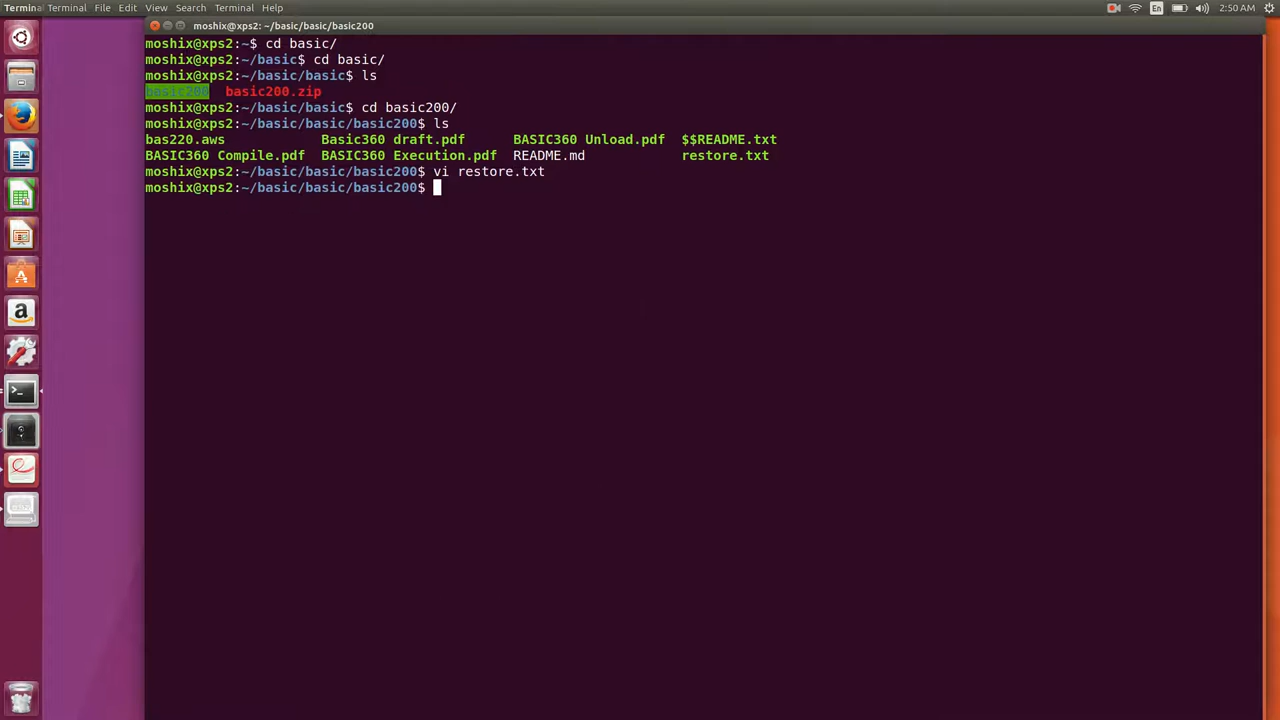 Terminal Terminal File Edit View Search Terminal Help En 2:50 AM
moshix@xps2: ~/basic/basic/basic200
moshix@xps2:~$ cd basic/
moshix@xps2:~/basic$ cd basic/
moshix@xps2:~/basic/basic$ ls
basic200 basic200.zip
moshix@xps2:~/basic/basic$ cd basic200/
moshix@xps2:~/basic/basic/basic200$ ls
bas220.aws Basic360 draft.pdf BASIC360 Unload.pdf $$README.txt
BASIC360 Compile.pdf BASIC360 Execution.pdf README.md restore.txt
moshix@xps2:~/basic/basic/basic200$ vi restore.txt
moshix@xps2:~/basic/basic/basic200$